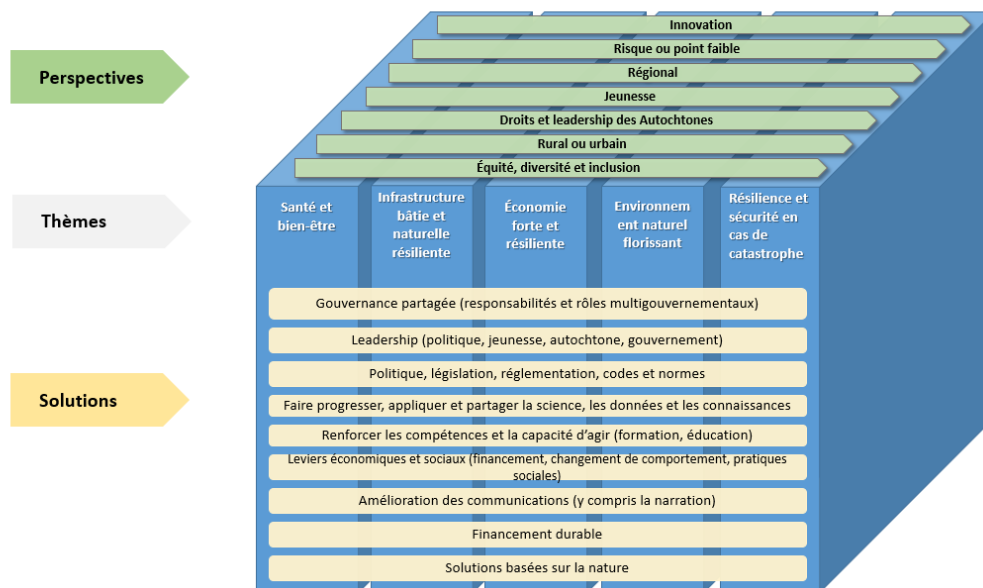 Innovation
Risque ou point faible
Perspectives
Régional
Jeunesse
Droits et leadership des Autochtones
Rural ou urbain
Équité, diversité et inclusion
Thèmes
Santé et
bien-être
Infrastructure
bâtie et
naturelle
résiliente
Économie
forte et
résiliente
Environnem
ent naturel
florissant
Résilience et
sécurité en
cas de
catastrophe
Solutions
Gouvernance partagée (responsabilités et rôles multigouvernementaux)
Leadership (politique, jeunesse, autochtone, gouvernement)
Politique, législation, réglementation, codes et normes
Faire progresser, appliquer et partager la science, les données et les connaissances
Renforcer les compétences et la capacité d’agir (formation, éducation)
Leviers économiques et sociaux (financement, changement de comportement, pratiques
sociales)
Amélioration des communications (y compris la narration)
Financement durable
Solutions basées sur la nature